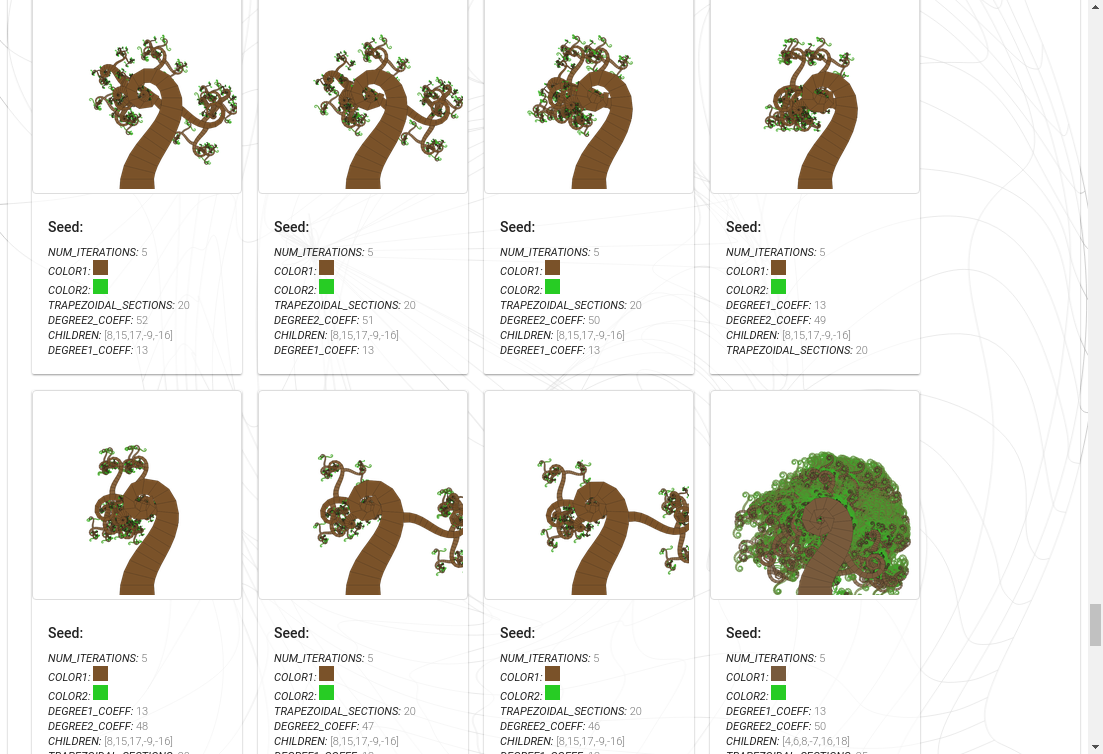 Seed:
NUM_ITERATIONS: 5
COLOR1:
COLOR2:
TRAPEZOIDAL_SECTIONS: 20
DEGREE2_COEFF: 52
CHILDREN: [8,15,17,-9,-16]
DEGREE1_COEFF: 13
Seed:
NUM_ITERATIONS: 5
COLOR1:
COLOR2:
TRAPEZOIDAL_SECTIONS: 20
DEGREE2_COEFF: 51
CHILDREN: [8,15,17,-9,-16]
DEGREE1_COEFF: 13
Seed:
NUM_ITERATIONS: 5
COLOR1:
COLOR2:
TRAPEZOIDAL_SECTIONS: 20
DEGREE2_COEFF: 50
CHILDREN: [8,15,17,-9,-16]
DEGREE1_COEFF: 13
Seed:
NUM_ITERATIONS: 5
COLOR1:
COLOR2:
DEGREE1_COEFF: 13
DEGREE2_COEFF: 49
CHILDREN: [8,15,17,-9,-16]
TRAPEZOIDAL_SECTIONS: 20
Seed:
NUM_ITERATIONS: 5
COLOR1:
COLOR2:
DEGREE1_COEFF: 13
DEGREE2_COEFF: 48
CHILDREN: [8,15,17,-9,-16]
Seed:
NUM_ITERATIONS: 5
COLOR1:
COLOR2:
TRAPEZOIDAL_SECTIONS: 20
DEGREE2_COEFF: 47
CHILDREN: [8,15,17,-9,-16]
Seed:
NUM_ITERATIONS: 5
COLOR1:
COLOR2:
TRAPEZOIDAL_SECTIONS: 20
DEGREE2_COEFF: 46
CHILDREN: [8,15,17,-9,-16]
Seed:
NUM_ITERATIONS: 5
COLOR1:
COLOR2:
DEGREE1_COEFF: 13
DEGREE2_COEFF: 50
CHILDREN: [4,6,8,-7,16,18]